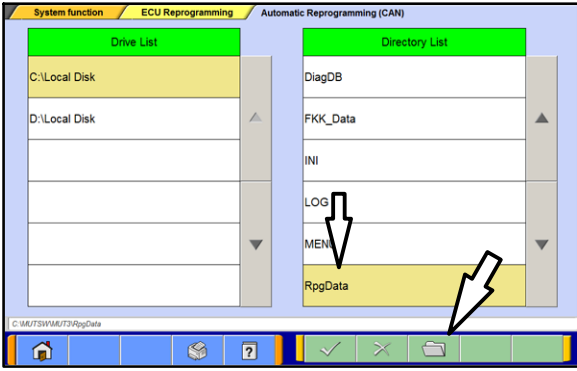 System function ECU Reprogramming Automatic Reprogramming (CAN)
Drive List
C:\Local Disk
D:\Local Disk
Directory List
DiagDB
FKK_Data
INI
LOG
MENU
RpgData
C:\MUTSW\MUT3\RpgData
?